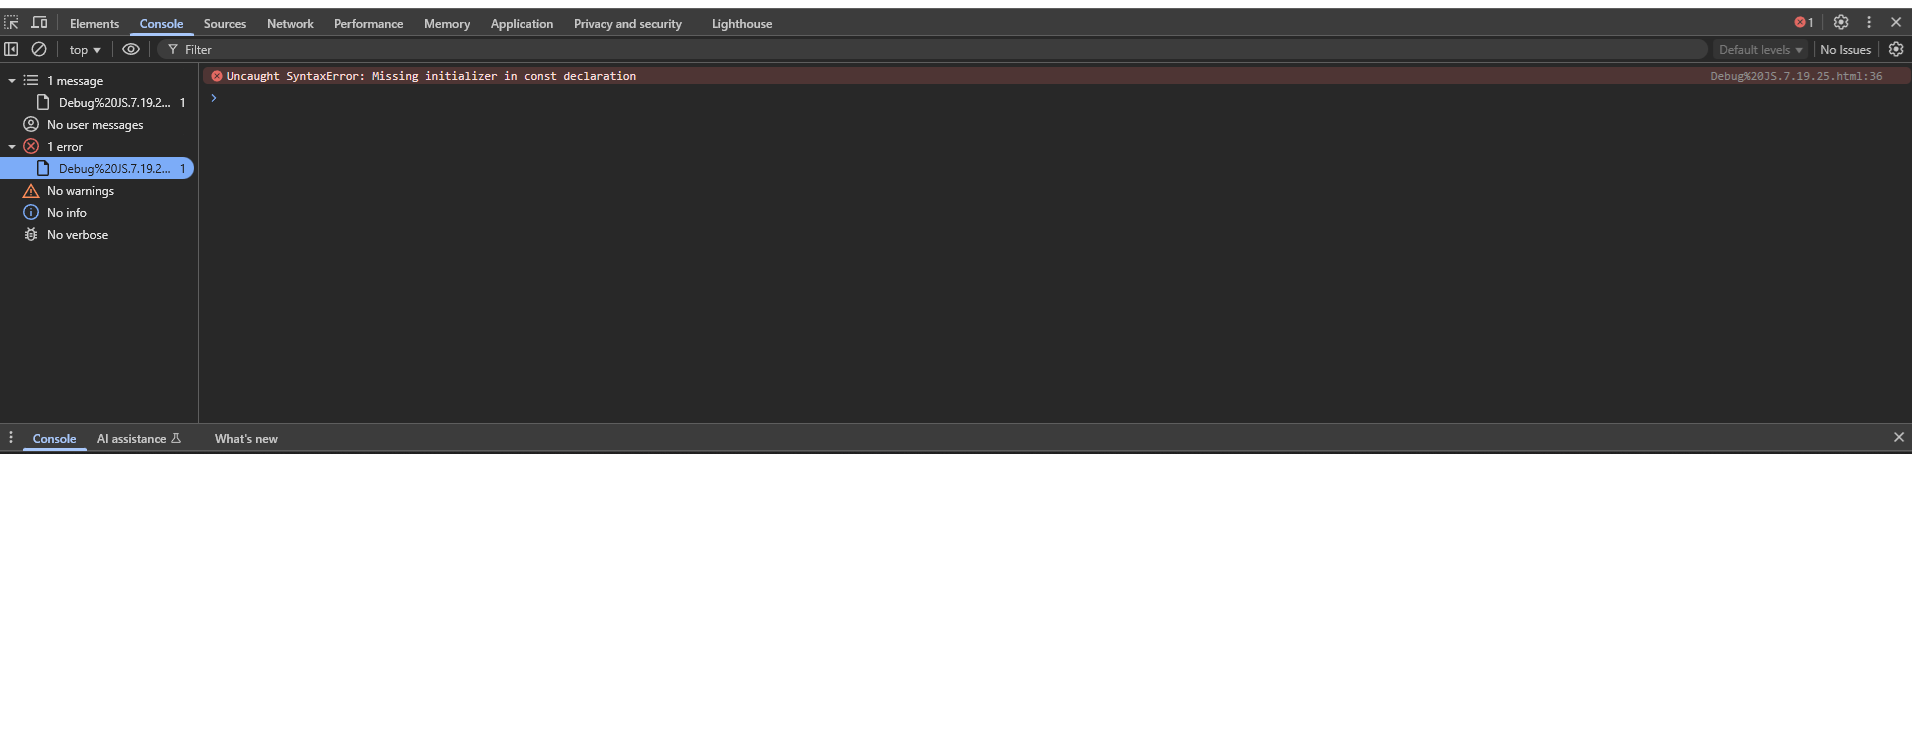 Elements Console Sources Network Performance Memory Application Privacy and security Lighthouse 1
top Filter Default levels No Issues
1 message
Debug%20JS.7.19.2... 1
No user messages
1 error
Debug%20JS.7.19.2... 1
No warnings
No info
No verbose
Uncaught SyntaxError: Missing initializer in const declaration Debug%20JS.7.19.25.html:36
Console AI assistance What's new